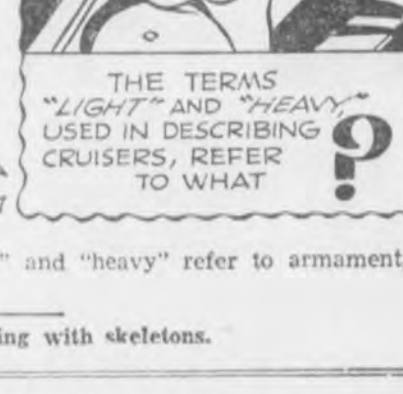 THE TERMS
"LIGHT" AND "HEAVY,"
USED IN DESCRIBING
CRUISERS, REFER
TO WHAT ?
" and "heavy" refer to armament
ing with skeletons.